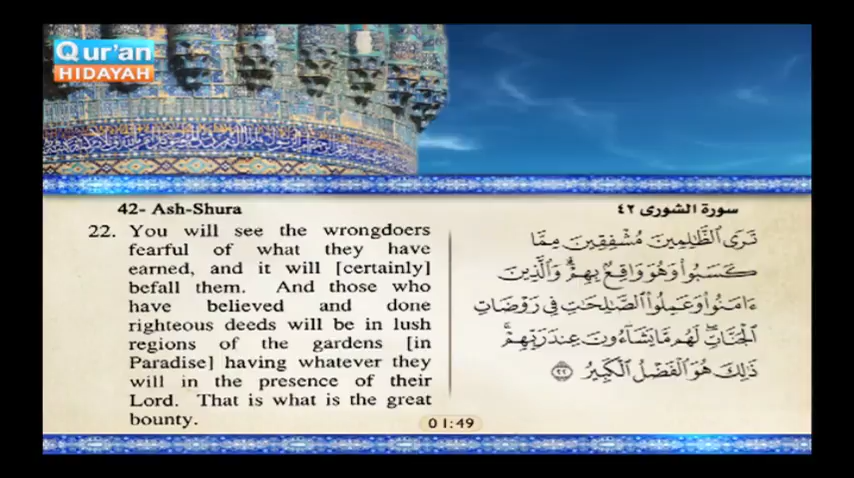 Qur'an
HIDAYAH
42- Ash-Shura
سورة الشورى ٤٢
22. You will see the wrongdoers
fearful of what they have
earned, and it will [certainly]
befall them. And those who
have believed and done
righteous deeds will be in lush
regions of the gardens [in
Paradise] having whatever they
will in the presence of their
Lord. That is what is the great
bounty.
تَرَى ٱلظَّٰلِمِينَ مُشْفِقِينَ مِمَّا
كَسَبُوا۟ وَهُوَ وَاقِعٌۢ بِهِمْ ۗ وَٱلَّذِينَ
ءَامَنُوا۟ وَعَمِلُوا۟ ٱلصَّٰلِحَٰتِ فِى رَوْضَاتِ
ٱلْجَنَّاتِ ۖ لَهُم مَّا يَشَآءُونَ عِندَ رَبِّهِمْ ۚ
ذَٰلِكَ هُوَ ٱلْفَضْلُ ٱلْكَبِيرُ ٢٢
01:49